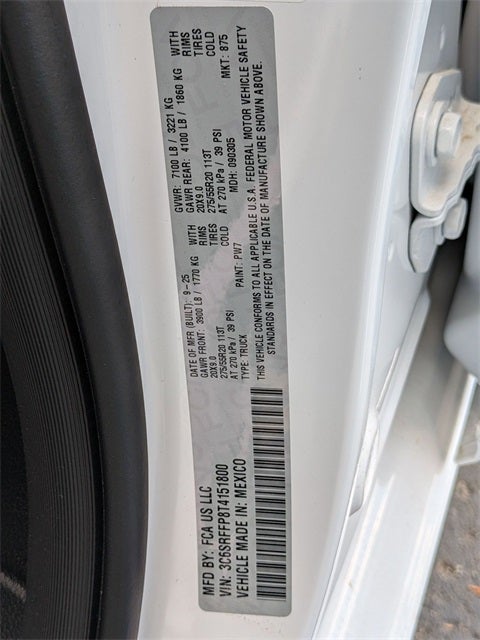 MFD BY: FCA US LLC
VIN: 3C6SRFFP8T4151800
VEHICLE MADE IN: MEXICO
DATE OF MFR (BUILT): 9-25 GVWR: 7100 LB / 3221 KG
GAWR FRONT: 3900 LB / 1770 KG WITH GAWR REAR: 4100 LB / 1860 KG WITH
20X9.0 RIMS 20X9.0 RIMS
275/55R20 113T TIRES 275/55R20 113T TIRES
AT 270 kPa / 39 PSI COLD AT 270 kPa / 39 PSI COLD
TYPE: TRUCK PAINT: PW7 MDH: 090305 MKT: 875
THIS VEHICLE CONFORMS TO ALL APPLICABLE U.S.A. FEDERAL MOTOR VEHICLE SAFETY
STANDARDS IN EFFECT ON THE DATE OF MANUFACTURE SHOWN ABOVE.